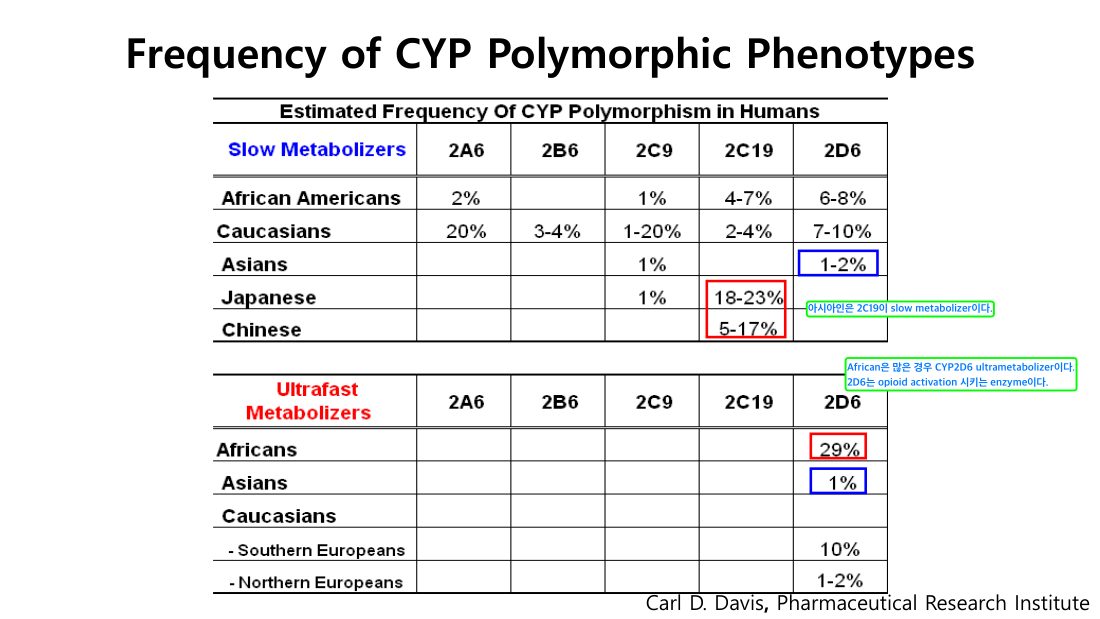 Frequency of CYP Polymorphic Phenotypes
Estimated Frequency Of CYP Polymorphism in Humans
Slow Metabolizers 2A6 2B6 2C9 2C19 2D6
African Americans 2% 1% 4-7% 6-8%
Caucasians 20% 3-4% 1-20% 2-4% 7-10%
Asians 1% 1-2%
Japanese 1% 18-23%
아시아인은 2C19이 slow metabolizer이다.
Chinese 5-17%
African은 많은 경우 CYP2D6 ultrametabolizer이다.
2D6는 opioid activation 시키는 enzyme이다.
Ultrafast
Metabolizers 2A6 2B6 2C9 2C19 2D6
Africans 29%
Asians 1%
Caucasians
- Southern Europeans 10%
- Northern Europeans 1-2%
Carl D. Davis, Pharmaceutical Research Institute